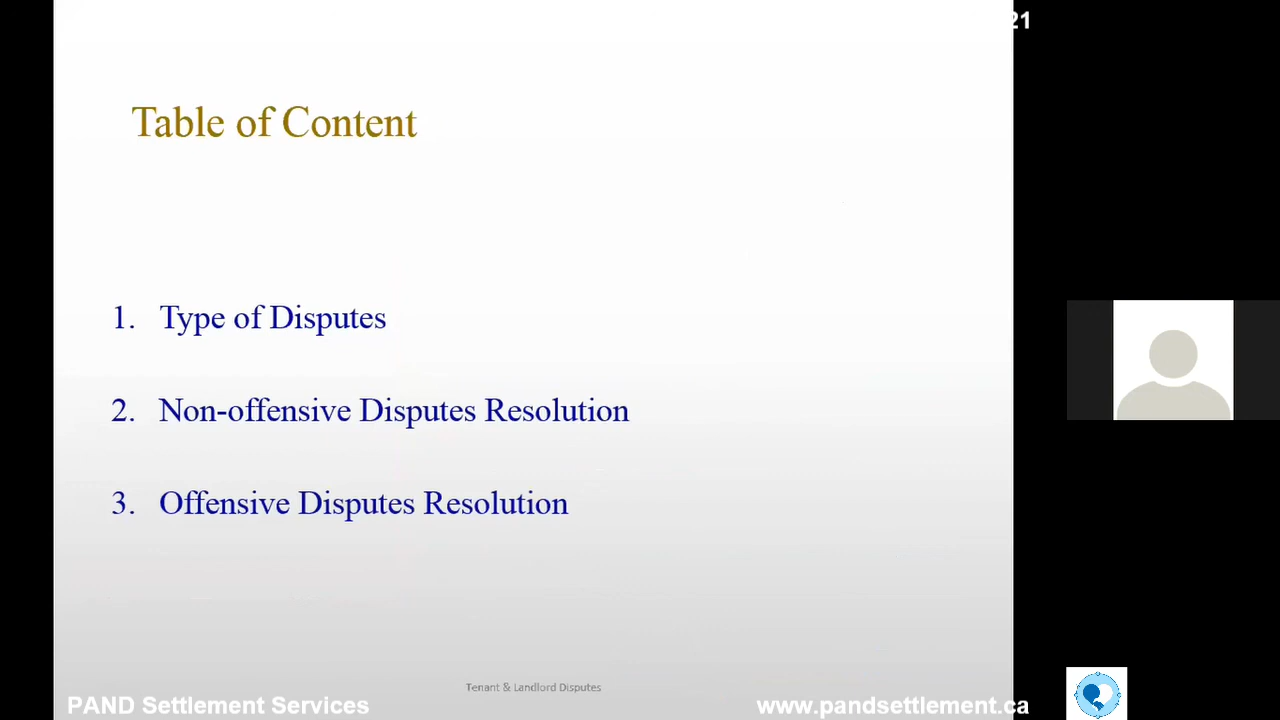 21
Table of Content
1. Type of Disputes
2. Non-offensive Disputes Resolution
3. Offensive Disputes Resolution
Tenant & Landlord Disputes
PAND Settlement Services
www.pandsettlement.ca